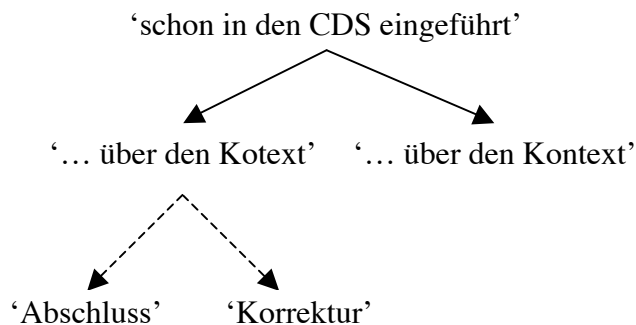 ‘schon in den CDS eingeführt’
‘… über den Kotext’ ‘… über den Kontext’
‘Abschluss’ ‘Korrektur’